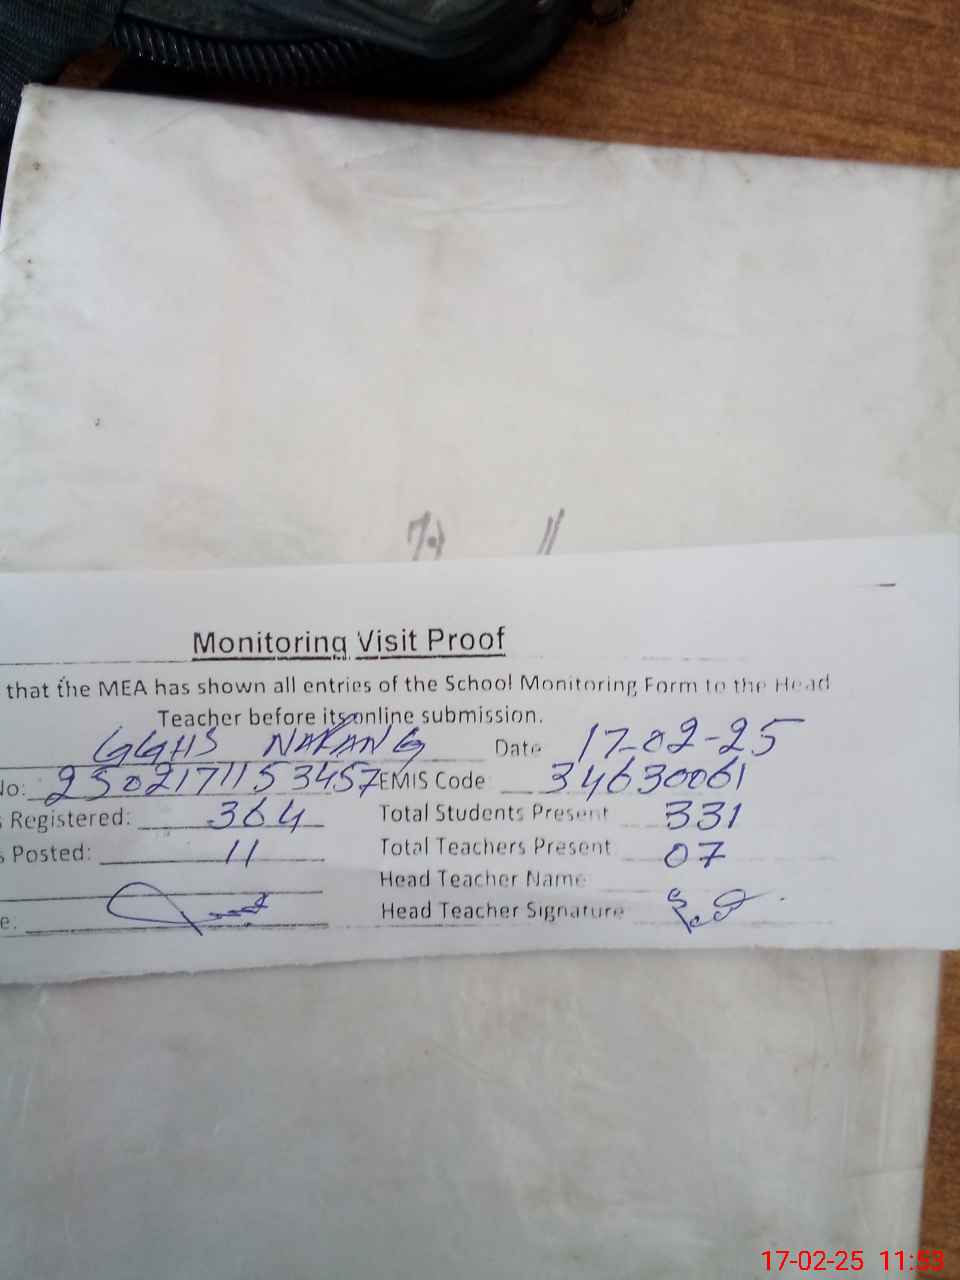 Monitoring Visit Proof
that the MEA has shown all entries of the School Monitoring Form to the Head
Teacher before its online submission.
GGHS NAKANG Date 17-02-25
No: 250217115 3457 EMIS Code 34630061
s Registered: 364 Total Students Present 331
s Posted: 11 Total Teachers Present 07
Head Teacher Name
e. Head Teacher Signature
17-02-25 11:53